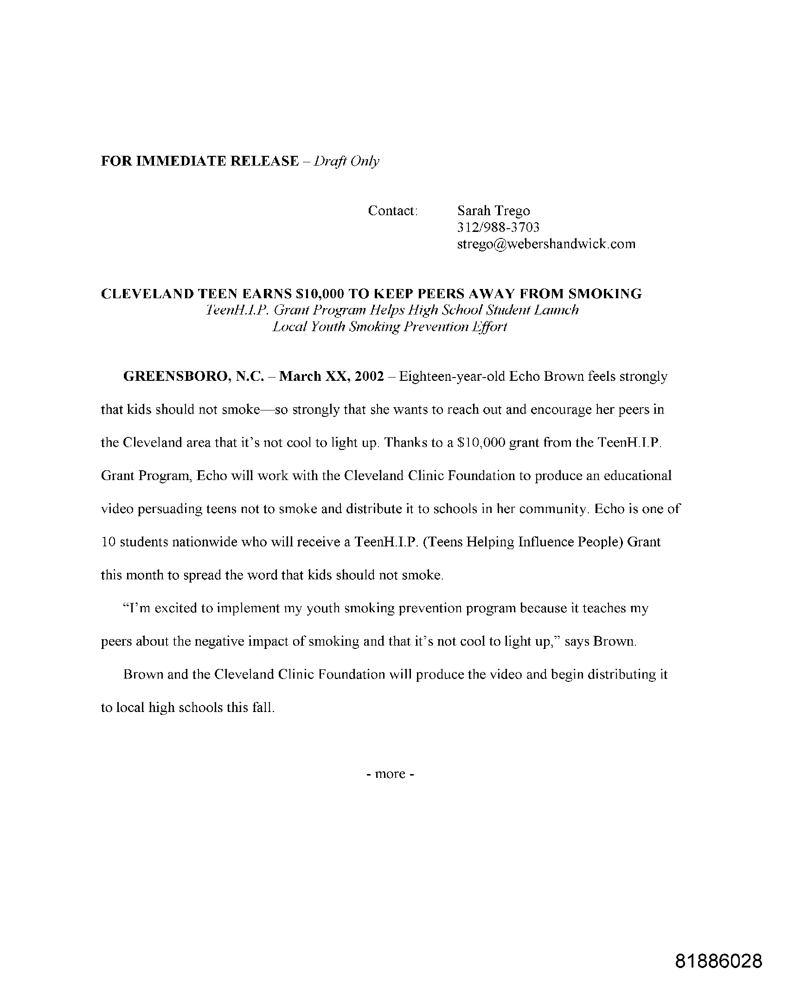 FOR IMMEDIATE RELEASE – Draft Only
Contact: Sarah Trego
312/988-3703
strego@webershandwick.com
CLEVELAND TEEN EARNS $10,000 TO KEEP PEERS AWAY FROM SMOKING
TeenH.I.P. Grant Program Helps High School Student Launch
Local Youth Smoking Prevention Effort
GREENSBORO, N.C. – March XX, 2002 – Eighteen-year-old Echo Brown feels strongly
that kids should not smoke—so strongly that she wants to reach out and encourage her peers in
the Cleveland area that it's not cool to light up. Thanks to a $10,000 grant from the TeenH.I.P.
Grant Program, Echo will work with the Cleveland Clinic Foundation to produce an educational
video persuading teens not to smoke and distribute it to schools in her community. Echo is one of
10 students nationwide who will receive a TeenH.I.P. (Teens Helping Influence People) Grant
this month to spread the word that kids should not smoke.
“I'm excited to implement my youth smoking prevention program because it teaches my
peers about the negative impact of smoking and that it's not cool to light up,” says Brown.
Brown and the Cleveland Clinic Foundation will produce the video and begin distributing it
to local high schools this fall.
- more -
81886028